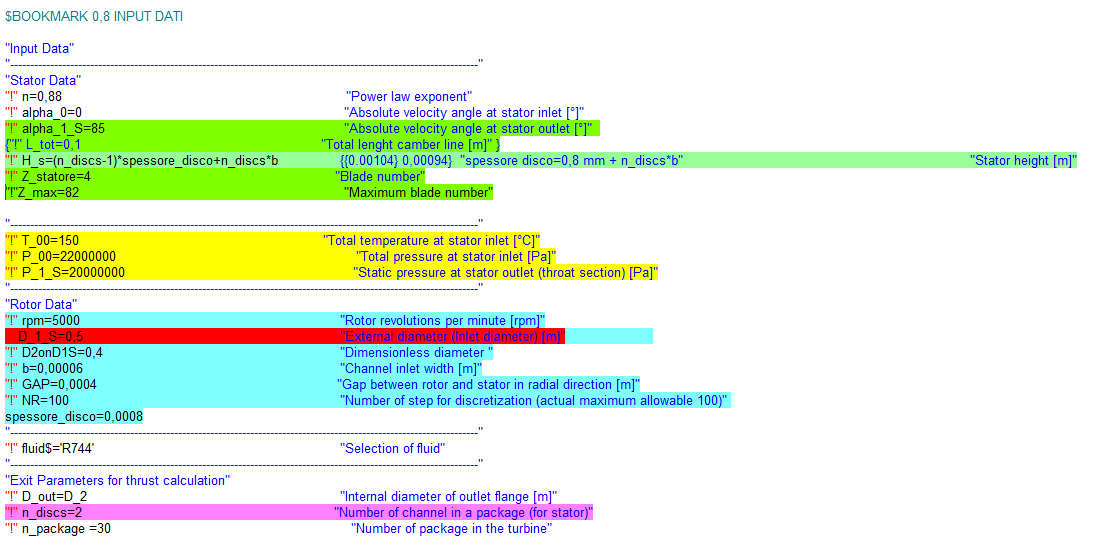 $BOOKMARK 0,8 INPUT DATI
"Input Data"
"------------------------------------------------------------------------------------------------------------"
"Stator Data"
"!" n=0,88 "Power law exponent"
"!" alpha_0=0 "Absolute velocity angle at stator inlet [°]"
"!" alpha_1_S=85 "Absolute velocity angle at stator outlet [°]"
{"!" L_tot=0,1 "Total lenght camber line [m]" }
"!" H_s=(n_discs-1)*spessore_disco+n_discs*b {{0.00104} 0,00094} "spessore disco=0,8 mm + n_discs*b" "Stator height [m]"
"!" Z_statore=4 "Blade number"
"!"Z_max=82 "Maximum blade number"
"------------------------------------------------------------------------------------------------------------"
"!" T_00=150 "Total temperature at stator inlet [°C]"
"!" P_00=22000000 "Total pressure at stator inlet [Pa]"
"!" P_1_S=20000000 "Static pressure at stator outlet (throat section) [Pa]"
"------------------------------------------------------------------------------------------------------------"
"Rotor Data"
"!" rpm=5000 "Rotor revolutions per minute [rpm]"
D_1_S=0,5 "External diameter (Inlet diameter) [m]"
"!" D2onD1S=0,4 "Dimensionless diameter "
"!" b=0,00006 "Channel inlet width [m]"
"!" GAP=0,0004 "Gap between rotor and stator in radial direction [m]"
"!" NR=100 "Number of step for discretization (actual maximum allowable 100)"
spessore_disco=0,0008
"------------------------------------------------------------------------------------------------------------"
"!" fluid$='R744' "Selection of fluid"
"------------------------------------------------------------------------------------------------------------"
"Exit Parameters for thrust calculation"
"!" D_out=D_2 "Internal diameter of outlet flange [m]"
"!" n_discs=2 "Number of channel in a package (for stator)"
"!" n_package =30 "Number of package in the turbine"